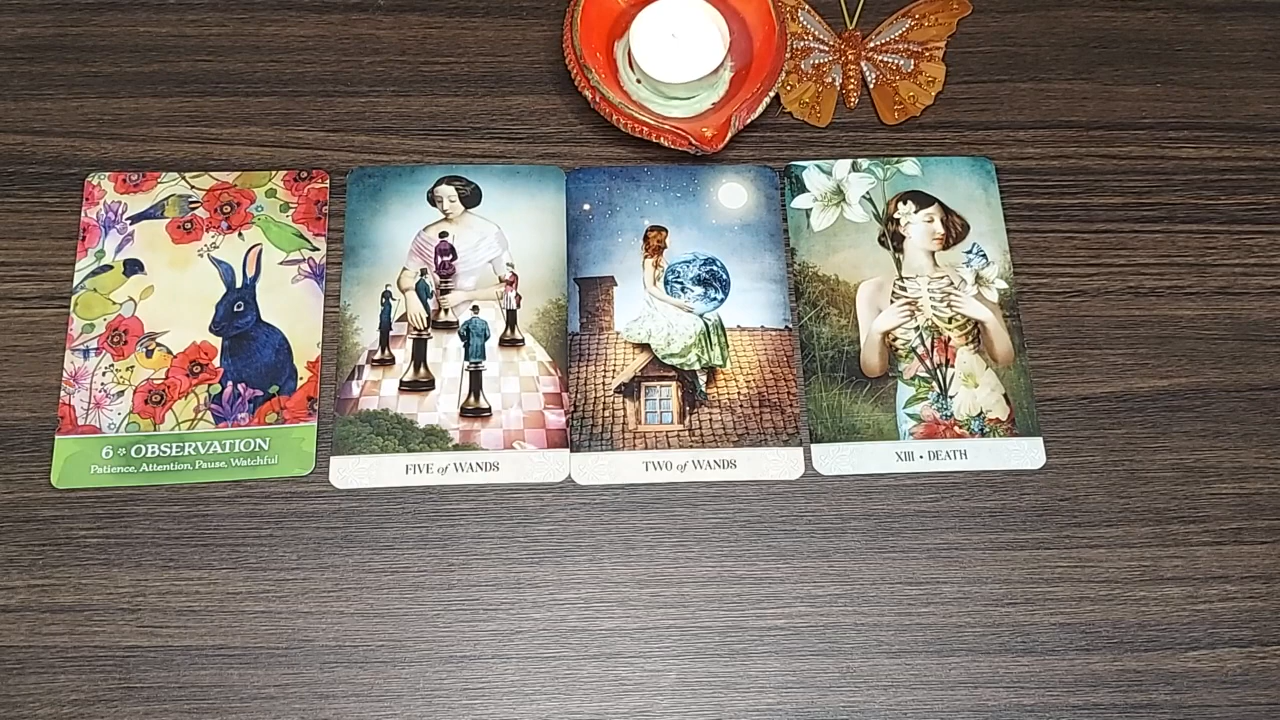 6 * OBSERVATION
Patience, Attention, Pause, Watchful
FIVE of WANDS
TWO of WANDS
XIII • DEATH